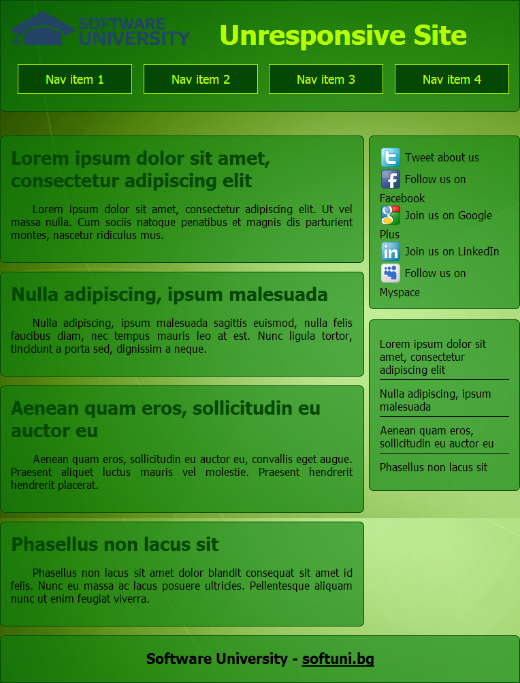 SOFTWARE
UNIVERSITY
Unresponsive Site
Nav item 1
Nav item 2
Nav item 3
Nav item 4
Lorem ipsum dolor sit amet,
consectetur adipiscing elit
Lorem ipsum dolor sit amet, consectetur adipiscing elit. Ut vel
massa nulla. Cum sociis natoque penatibus et magnis dis parturient
montes, nascetur ridiculus mus.
Nulla adipiscing, ipsum malesuada
Nulla adipiscing, ipsum malesuada sagittis euismod, nulla felis
faucibus diam, nec tempus mauris leo at est. Nunc ligula tortor,
tincidunt a porta sed, dignissim a neque.
Aenean quam eros, sollicitudin eu
auctor eu
Aenean quam eros, sollicitudin eu auctor eu, convallis eget augue.
Praesent aliquet luctus mauris vel molestie. Praesent hendrerit
hendrerit placerat.
Phasellus non lacus sit
Phasellus non lacus sit amet dolor blandit consequat sit amet id
felis. Nunc eu massa ac lacus posuere ultricies. Pellentesque aliquam
nunc ut enim feugiat viverra.
Tweet about us
Follow us on
Facebook
Join us on Google
Plus
Join us on LinkedIn
Follow us on
Myspace
Lorem ipsum dolor sit
amet, consectetur
adipiscing elit
Nulla adipiscing, ipsum
malesuada
Aenean quam eros,
sollicitudin eu auctor eu
Phasellus non lacus sit
Software University - softuni.bg